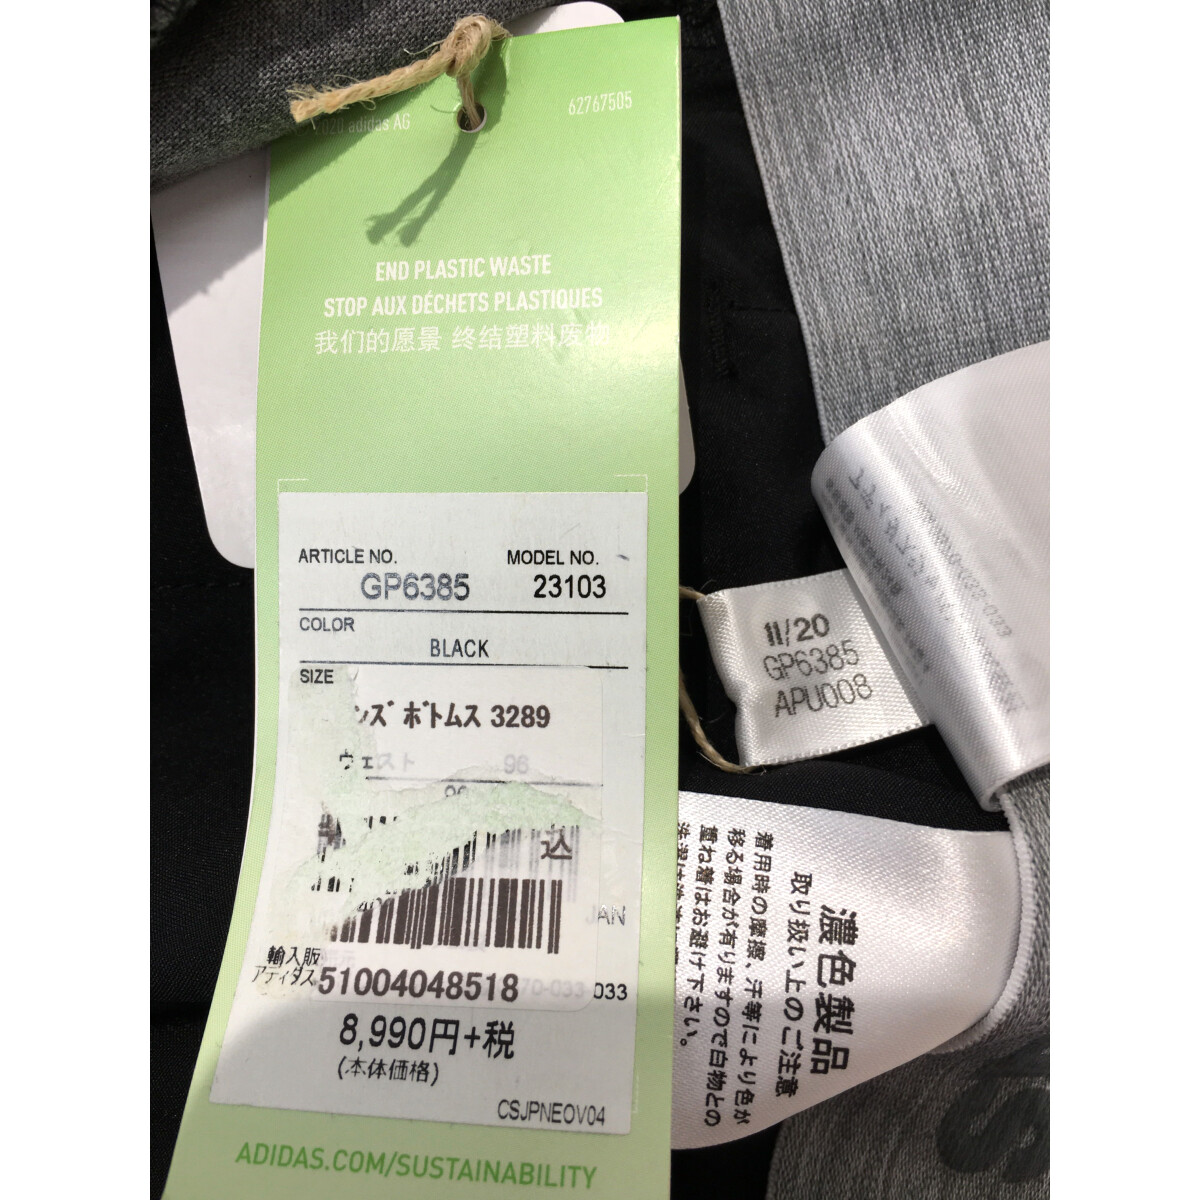 2020 adidas AG
62767505
END PLASTIC WASTE
STOP AUX DÉCHETS PLASTIQUES
我们的愿景 终结塑料废物
ARTICLE NO.
GP6385
MODEL NO.
23103
COLOR
BLACK
SIZE
ンズ ボトムス 3289
ウェスト 96
込
JAN
輸入販
アディダス
51004048518
70-033 033
8,990円+税
(本体価格)
CSJPNEOV04
ADIDAS.COM/SUSTAINABILITY
11/20
GP6385
APU008
濃色製品
取り扱い上のご注意
着用時の摩擦、汗等により色が
移る場合が有りますので白物との
重ね着はお避け下さい。